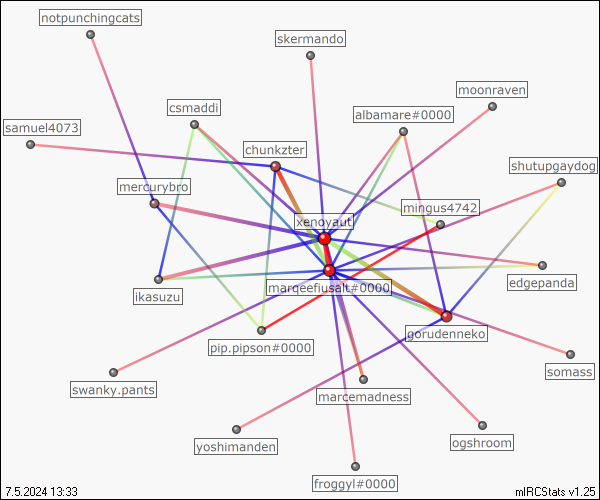 notpunchingcats
skermando
moonraven
csmaddi
albamare#0000
samuel4073
chunkzter
shutupgaydog
mercurybro
mingus4742
xenoyaut
edgepanda
marqeefiusalt#0000
ikasuzu
gorudenneko
pip.pipson#0000
somass
swanky.pants
marcemadness
yoshimanden
ogshroom
froggyl#0000
7.5.2024 13:33
mIRCStats v1.25